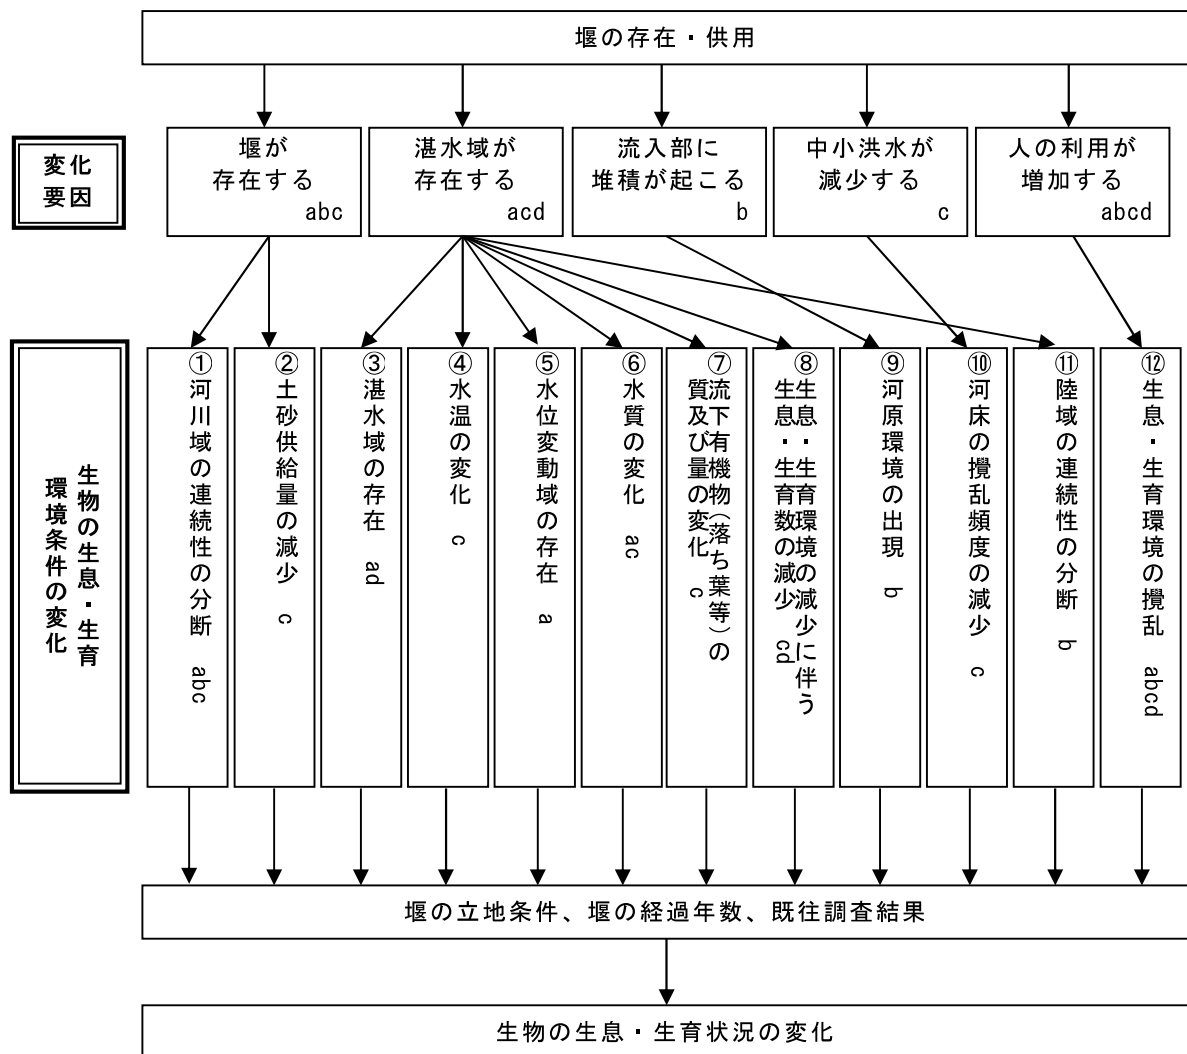 堰の存在・供用
変化
要因
堰が
存在する
abc
湛水域が
存在する
acd
流入部に
堆積が起こる
b
中小洪水が
減少する
c
人の利用が
増加する
abcd
生物の生息・生育
環境条件の変化
①河川域の連続性の分断 abc
②土砂供給量の減少 c
③湛水域の存在 ad
④水温の変化 c
⑤水位変動域の存在 a
⑥水質の変化 ac
⑦流下有機物(落ち葉等)の
質及び量の変化 c
⑧生息・生育環境の減少に伴う
生息・生育数の減少 cd
⑨河原環境の出現 b
⑩河床の攪乱頻度の減少 c
⑪陸域の連続性の分断 b
⑫生息・生育環境の攪乱 abcd
堰の立地条件、堰の経過年数、既往調査結果
生物の生息・生育状況の変化